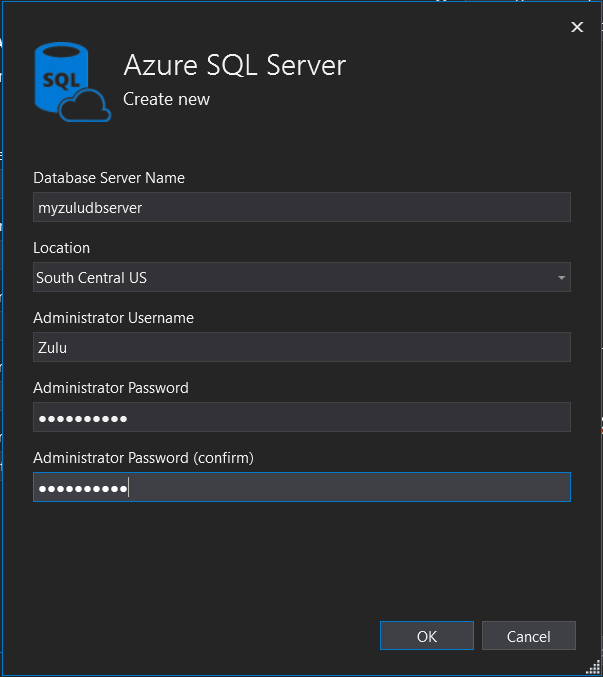 SQL
Azure SQL Server
Create new
Database Server Name
myzuludbserver
Location
South Central US
Administrator Username
Zulu
Administrator Password
●●●●●●●●●●
Administrator Password (confirm)
●●●●●●●●●●
OK
Cancel